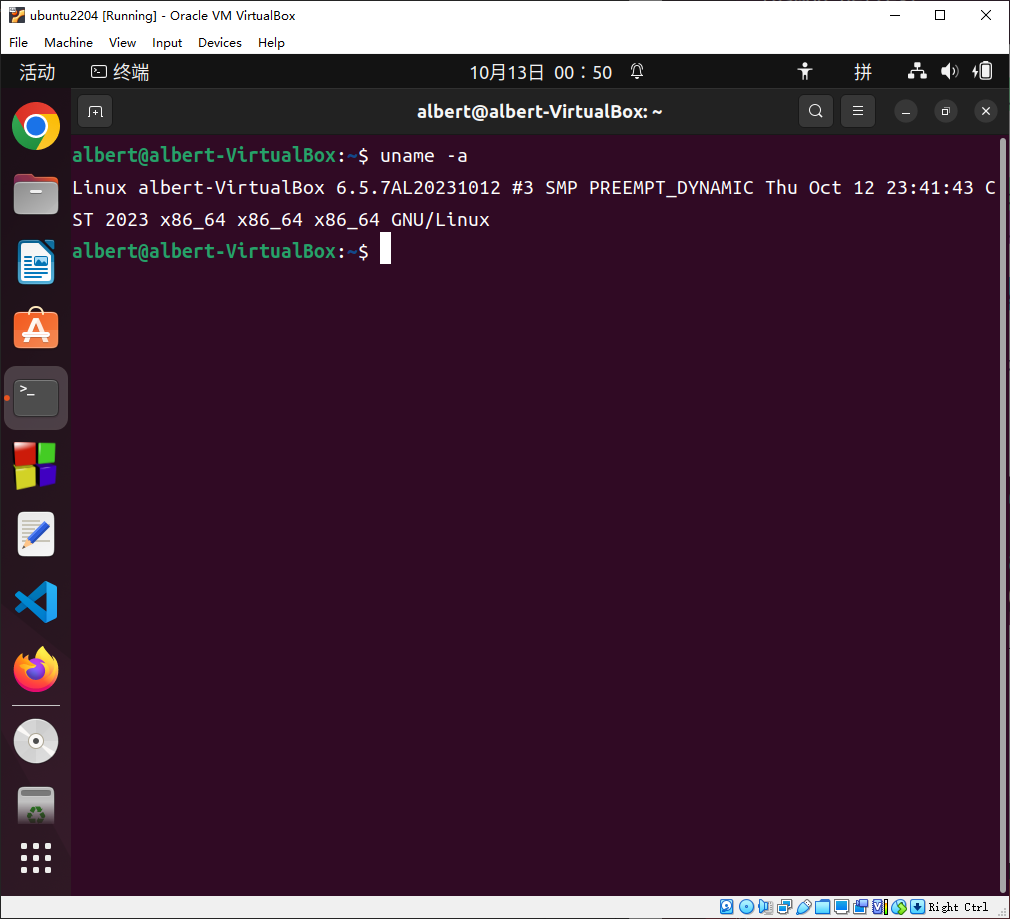 ubuntu2204 [Running] - Oracle VM VirtualBox
File Machine View Input Devices Help
活动 终端 10月13日 00：50 拼
albert@albert-VirtualBox: ~
albert@albert-VirtualBox:~$ uname -a
Linux albert-VirtualBox 6.5.7AL20231012 #3 SMP PREEMPT_DYNAMIC Thu Oct 12 23:41:43 C
ST 2023 x86_64 x86_64 x86_64 GNU/Linux
albert@albert-VirtualBox:~$
Right Ctrl